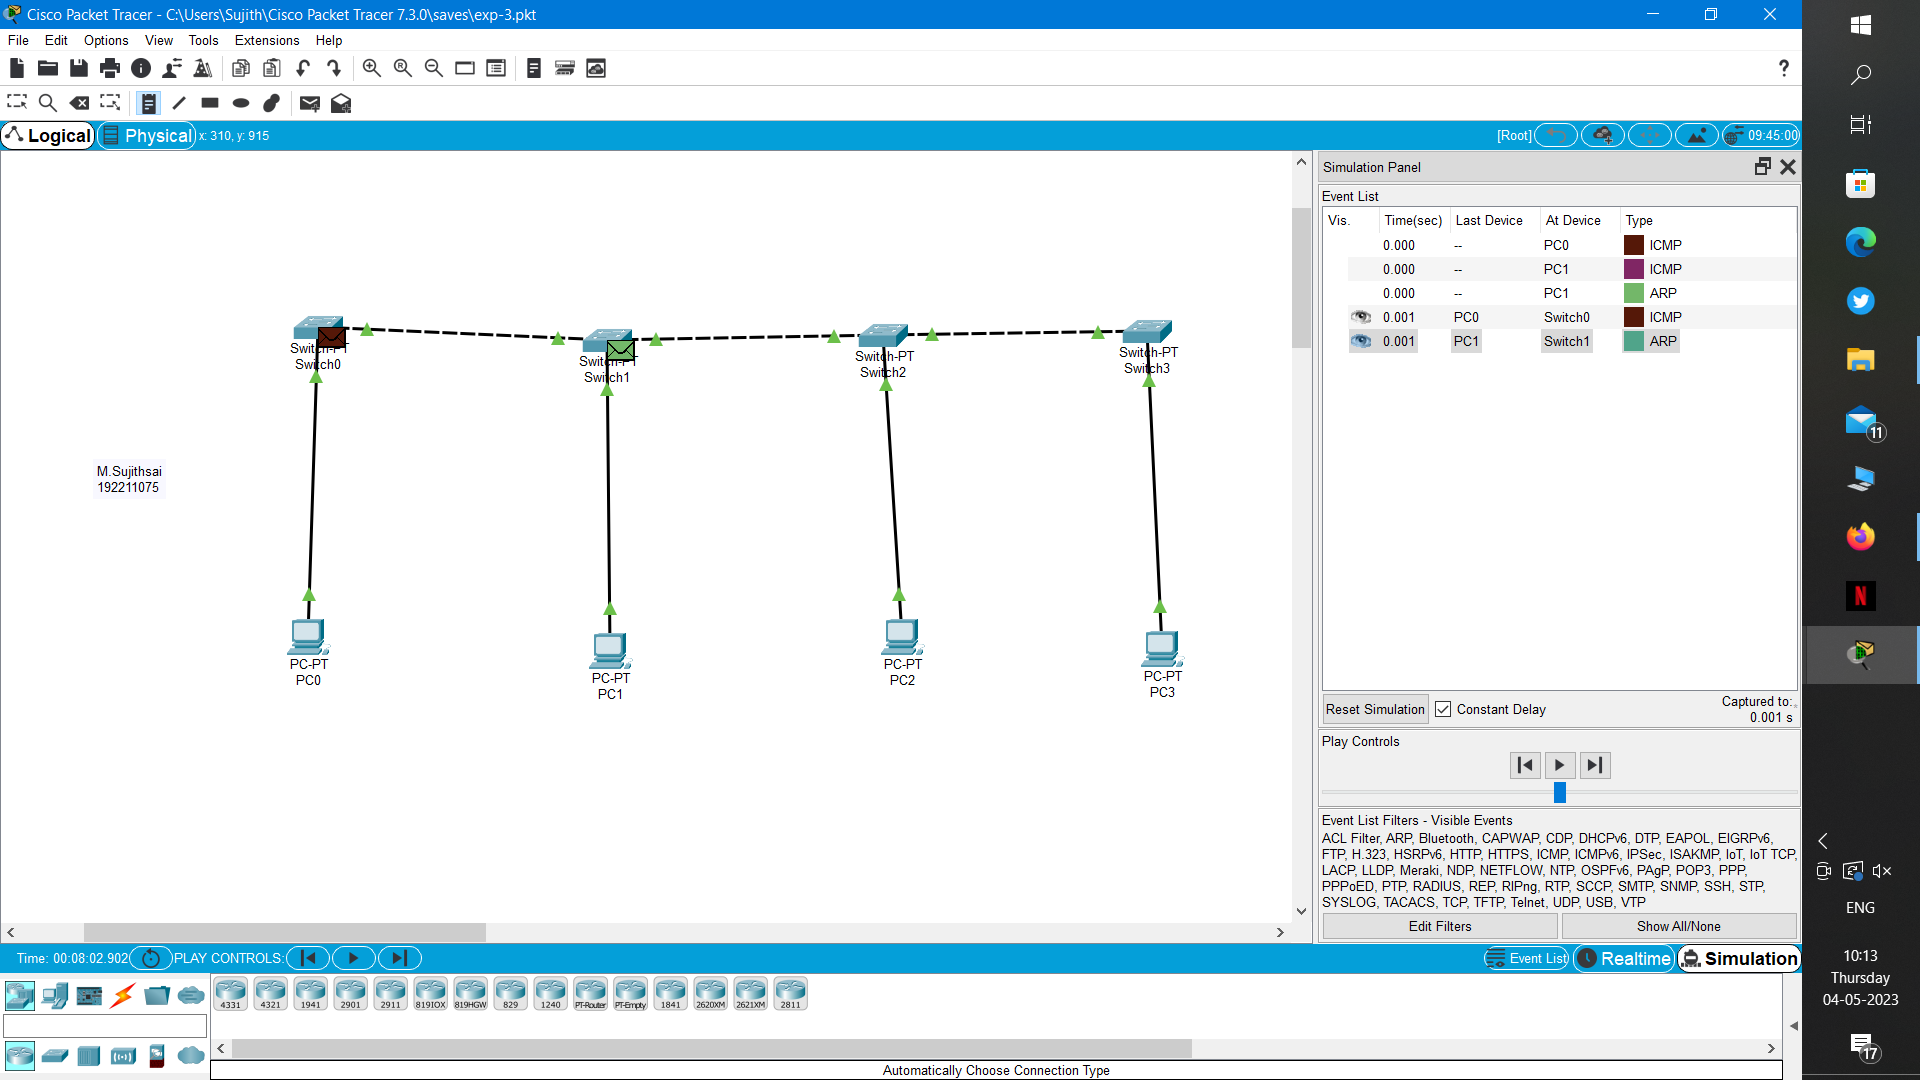 Cisco Packet Tracer - C:\Users\Sujith\Cisco Packet Tracer 7.3.0\saves\exp-3.pkt
File Edit Options View Tools Extensions Help
?
Logical Physical x: 310, y: 915 [Root] 09:45:00
Simulation Panel
Event List
Vis. Time(sec) Last Device At Device Type
0.000 -- PC0 ICMP
0.000 -- PC1 ICMP
0.000 -- PC1 ARP
0.001 PC0 Switch0 ICMP
0.001 PC1 Switch1 ARP
Switch-PT
Switch0
Switch-PT
Switch1
Switch-PT
Switch2
Switch-PT
Switch3
M.Sujithsai
192211075
PC-PT
PC0
PC-PT
PC1
PC-PT
PC2
PC-PT
PC3
Reset Simulation Constant Delay
Captured to:
0.001 s
Play Controls
Event List Filters - Visible Events
ACL Filter, ARP, Bluetooth, CAPWAP, CDP, DHCPv6, DTP, EAPOL, EIGRPv6,
FTP, H.323, HSRPv6, HTTP, HTTPS, ICMP, ICMPv6, IPSec, ISAKMP, IoT, IoT TCP,
LACP, LLDP, Meraki, NDP, NETFLOW, NTP, OSPFv6, PAgP, POP3, PPP,
PPPoED, PTP, RADIUS, REP, RIPng, RTP, SCCP, SMTP, SNMP, SSH, STP,
SYSLOG, TACACS, TCP, TFTP, Telnet, UDP, USB, VTP
Edit Filters Show All/None
Time: 00:08:02.902 PLAY CONTROLS: Event List Realtime Simulation
4331 4321 1941 2901 2911 819IOX 819HGW 829 1240 PT-Router PT-Empty 1841 2620XM 2621XM 2811
Automatically Choose Connection Type
N
11
ENG
10:13
Thursday
04-05-2023
17